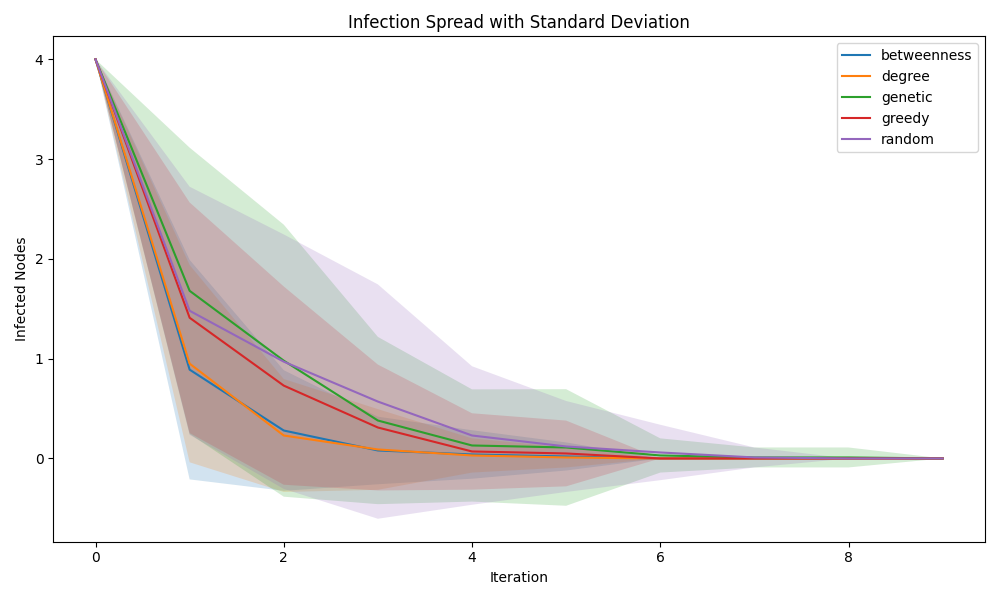 Infection Spread with Standard Deviation
betweenness
degree
genetic
greedy
random
Infected Nodes
4
3
2
1
0
0 2 4 6 8
Iteration